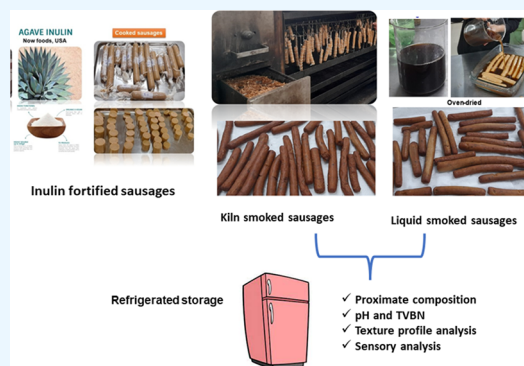 AGAVE INULIN
Now foods, USA
Cooked sausages
Oven-dried
Inulin fortified sausages
Kiln smoked sausages
Liquid smoked sausages
Refrigerated storage
✓ Proximate composition
✓ pH and TVBN
✓ Texture profile analysis
✓ Sensory analysis